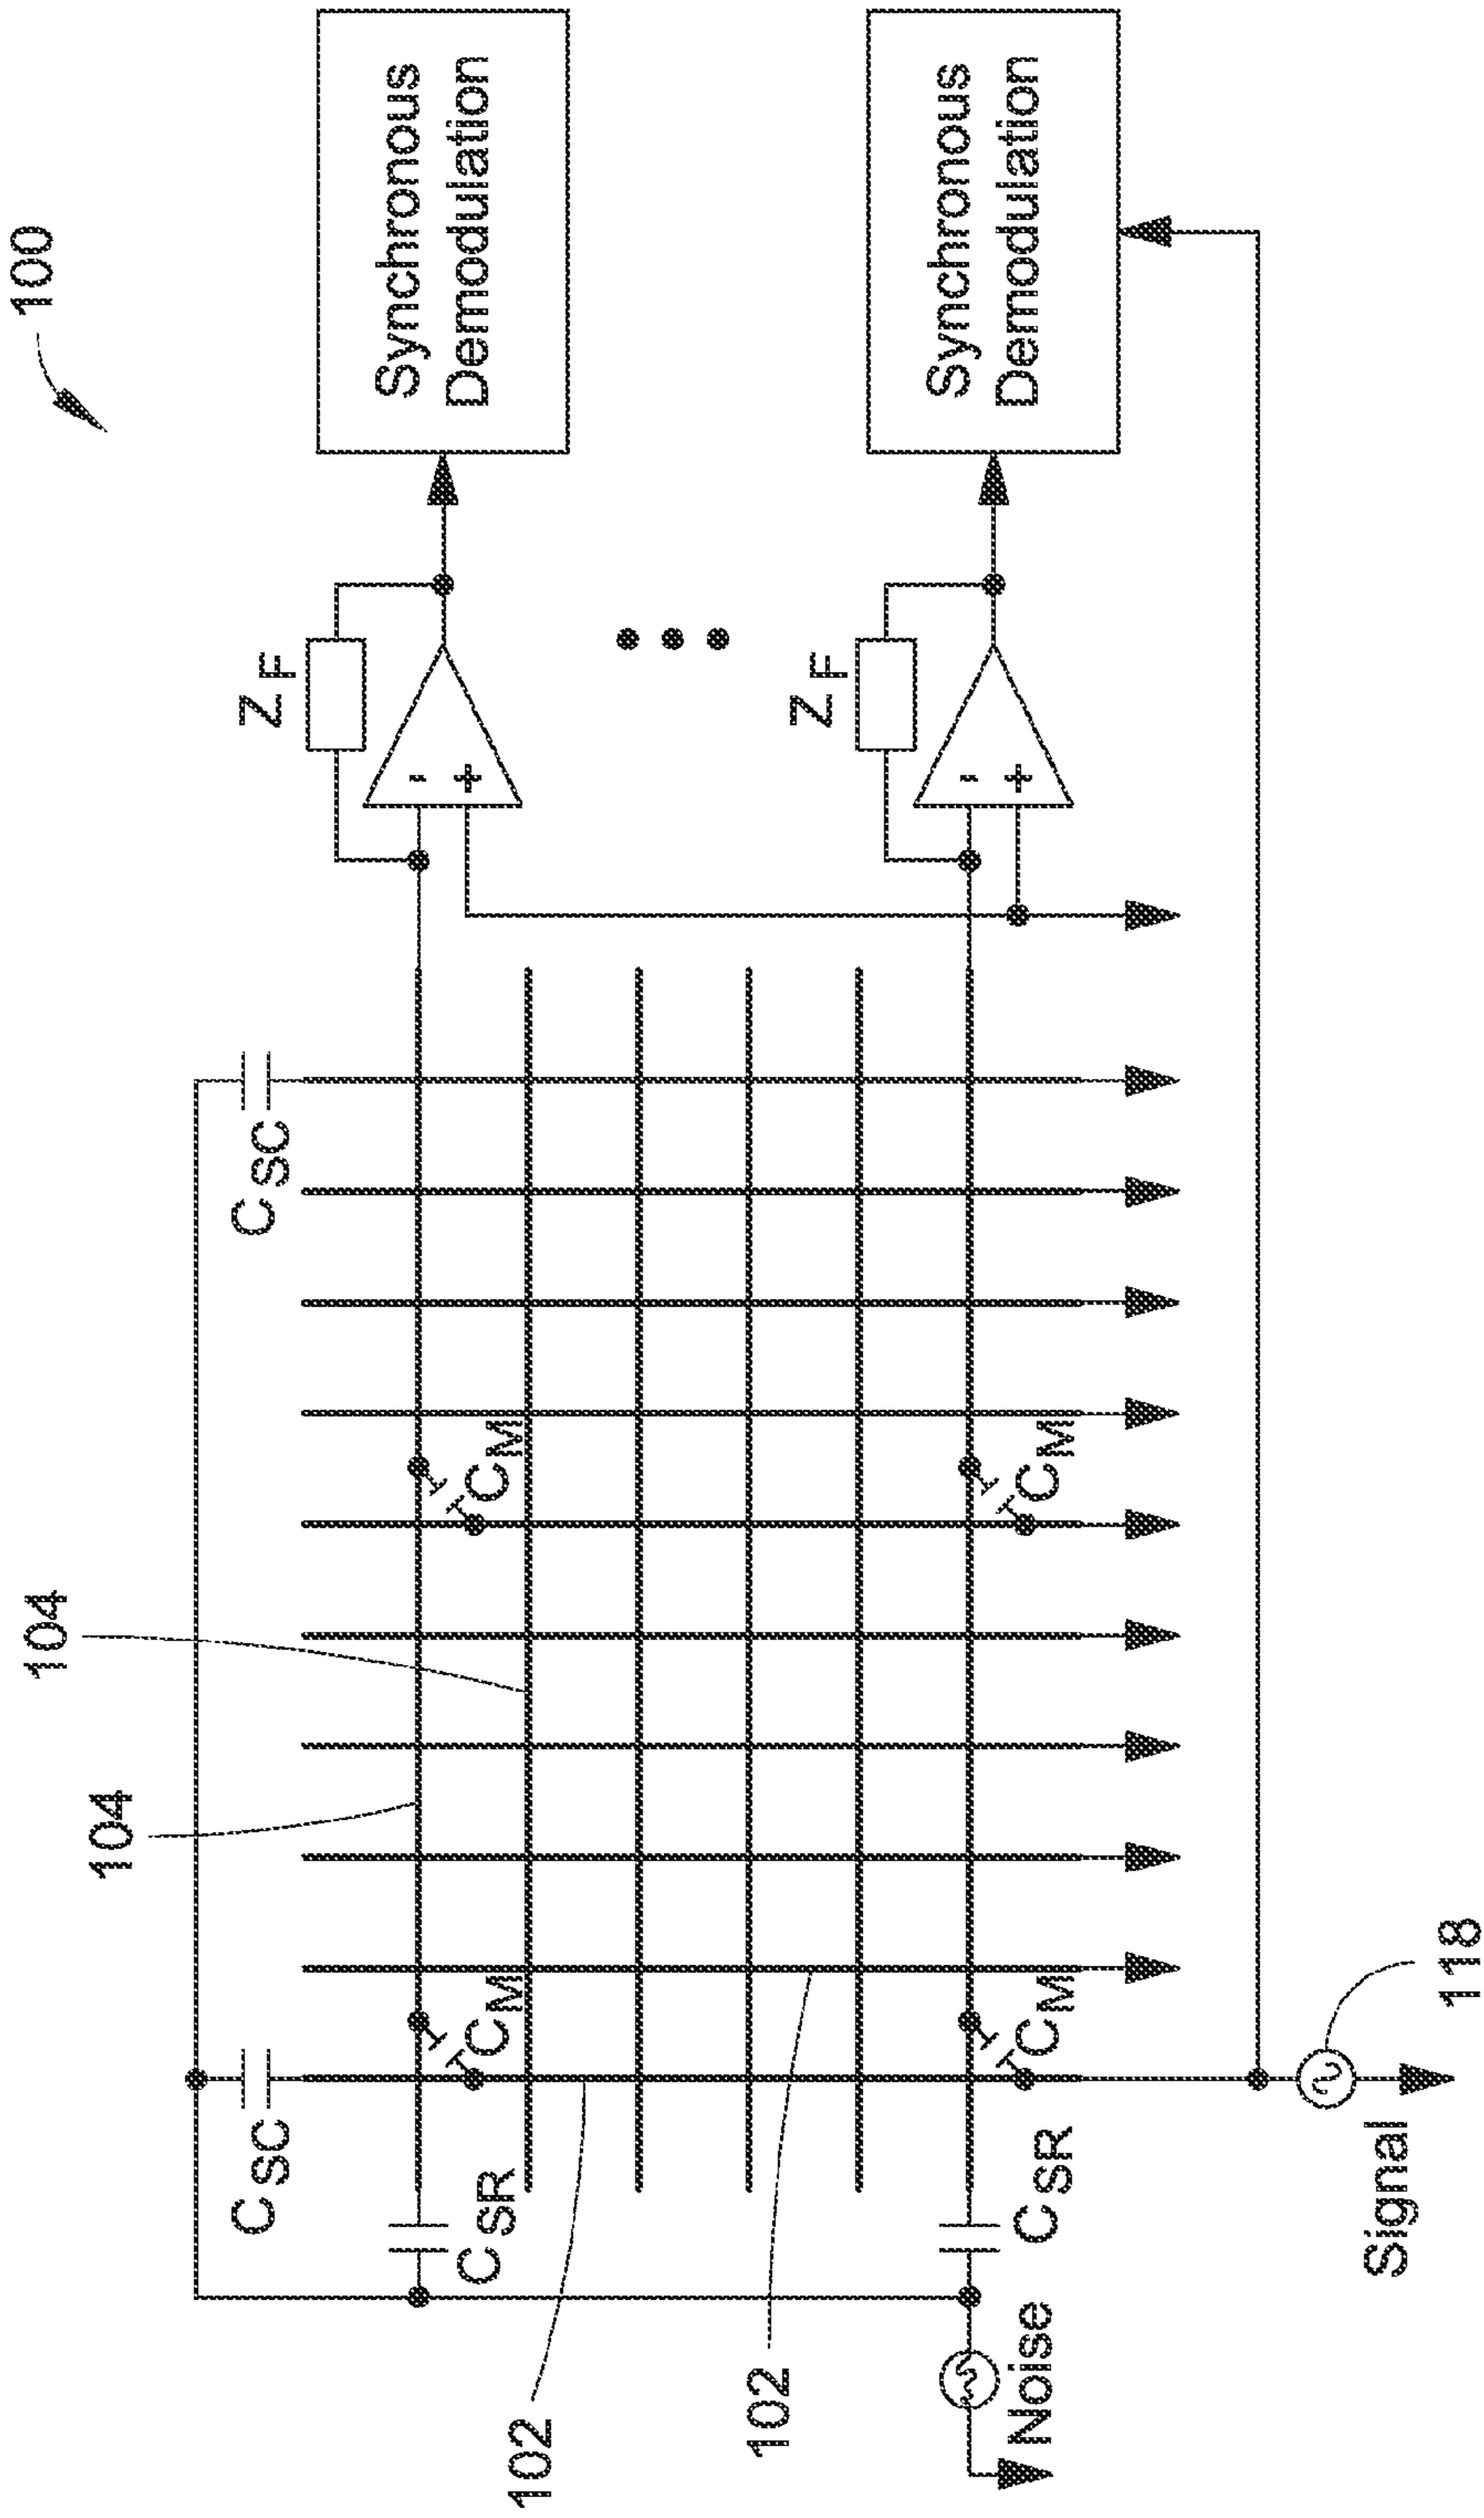 104
100
104
C SC
C SC
Z F
-
+
Synchronous
Demodulation
C SR
C M
C M
102
102
Z F
-
+
Synchronous
Demodulation
Noise
C SR
C M
C M
Signal
118